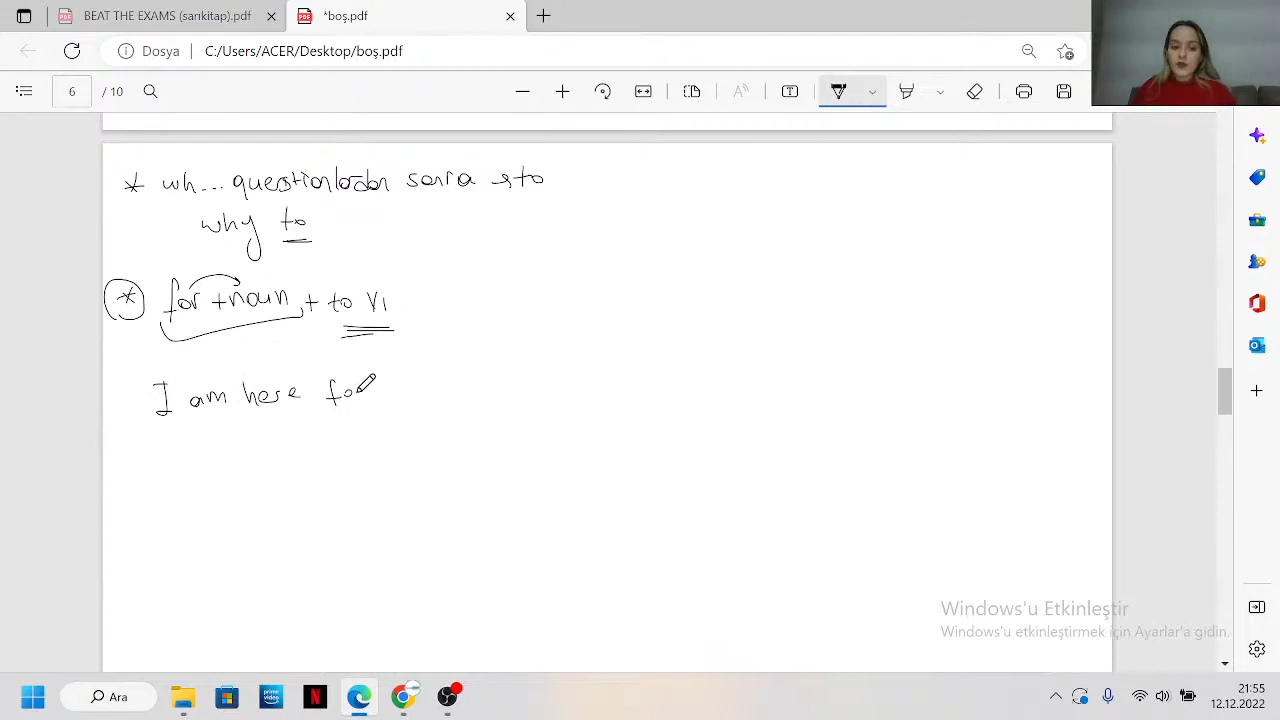 BEAT THE EXAMS (sarıkitap).pdf
*boş.pdf
Dosya
C:/Users/ACER/Desktop/boş.pdf
6 / 10
* wh... questionlardan sonra → to
why to
* for + noun + to V1
I am here fo
Windows'u Etkinleştir
Windows'u etkinleştirmek için Ayarlar'a gidin.
Ara
prime video
N
21:55
12.12.2022